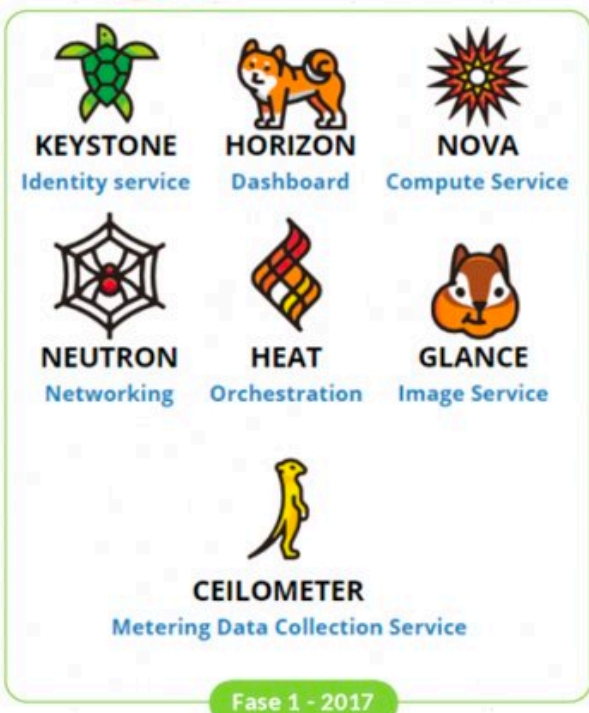 KEYSTONE HORIZON NOVA
Identity service Dashboard Compute Service
NEUTRON HEAT GLANCE
Networking Orchestration Image Service
CEILOMETER
Metering Data Collection Service
Fase 1 - 2017